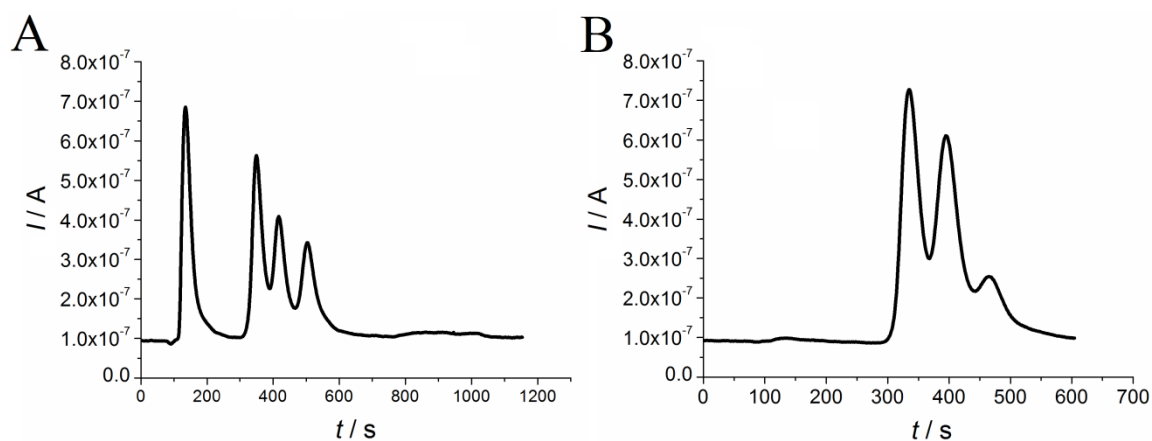 A
8.0x10⁻⁷
7.0x10⁻⁷
6.0x10⁻⁷
5.0x10⁻⁷
4.0x10⁻⁷
3.0x10⁻⁷
2.0x10⁻⁷
1.0x10⁻⁷
0.0
I / A
0 200 400 600 800 1000 1200
t / s
B
8.0x10⁻⁷
7.0x10⁻⁷
6.0x10⁻⁷
5.0x10⁻⁷
4.0x10⁻⁷
3.0x10⁻⁷
2.0x10⁻⁷
1.0x10⁻⁷
0.0
I / A
0 100 200 300 400 500 600 700
t / s